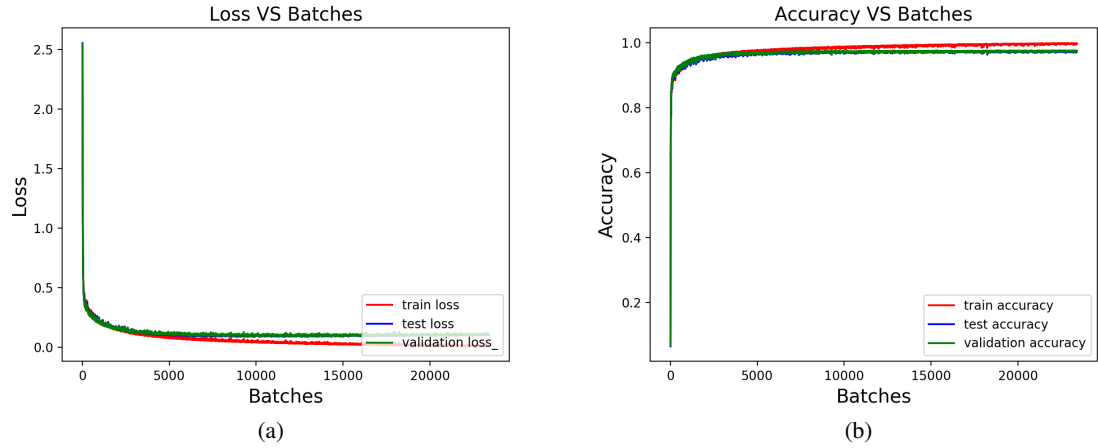 Loss VS Batches
2.5
2.0
1.5
1.0
0.5
0.0
Loss
train loss
test loss
validation loss_
0
5000
10000
15000
20000
Batches
(a)
Accuracy VS Batches
1.0
0.8
0.6
0.4
0.2
Accuracy
train accuracy
test accuracy
validation accuracy
0
5000
10000
15000
20000
Batches
(b)